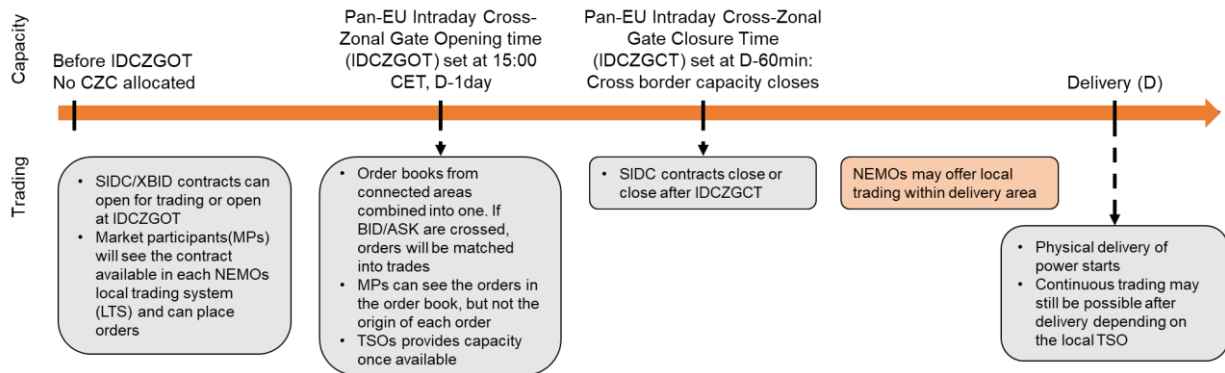 Capacity
Before IDCZGOT
No CZC allocated
Pan-EU Intraday Cross-
Zonal Gate Opening time
(IDCZGOT) set at 15:00
CET, D-1day
Pan-EU Intraday Cross-Zonal
Gate Closure Time
(IDCZGCT) set at D-60min:
Cross border capacity closes
Delivery (D)
Trading
• SIDC/XBID contracts can
open for trading or open
at IDCZGOT
• Market participants(MPs)
will see the contract
available in each NEMOs
local trading system
(LTS) and can place
orders
• Order books from
connected areas
combined into one. If
BID/ASK are crossed,
orders will be matched
into trades
• MPs can see the orders in
the order book, but not the
origin of each order
• TSOs provides capacity
once available
• SIDC contracts close or
close after IDCZGCT
NEMOs may offer local
trading within delivery area
• Physical delivery of
power starts
• Continuous trading may
still be possible after
delivery depending on
the local TSO